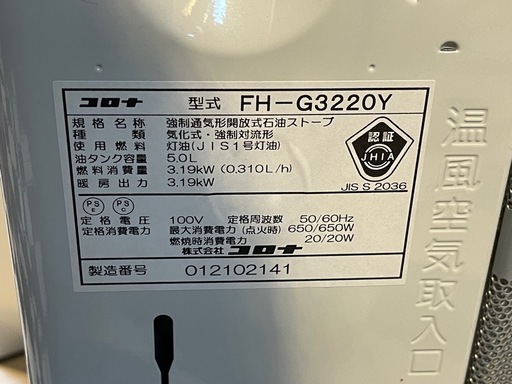 コロナ 型式 FH-G3220Y
規格名称 強制通気形開放式石油ストーブ
種類 気化式・強制対流形
使用燃料 灯油(JIS1号灯油)
油タンク容量 5.0L
燃料消費量 3.19kW (0.310L/h)
暖房出力 3.19kW
認証
JHIA
JIS S 2036
PS E PS C
定格電圧 100V 定格周波数 50/60Hz
定格消費電力 最大消費電力(点火時) 650/650W
燃焼時消費電力 20/20W
株式会社 コロナ
製造番号 012102141
温風空気取入口